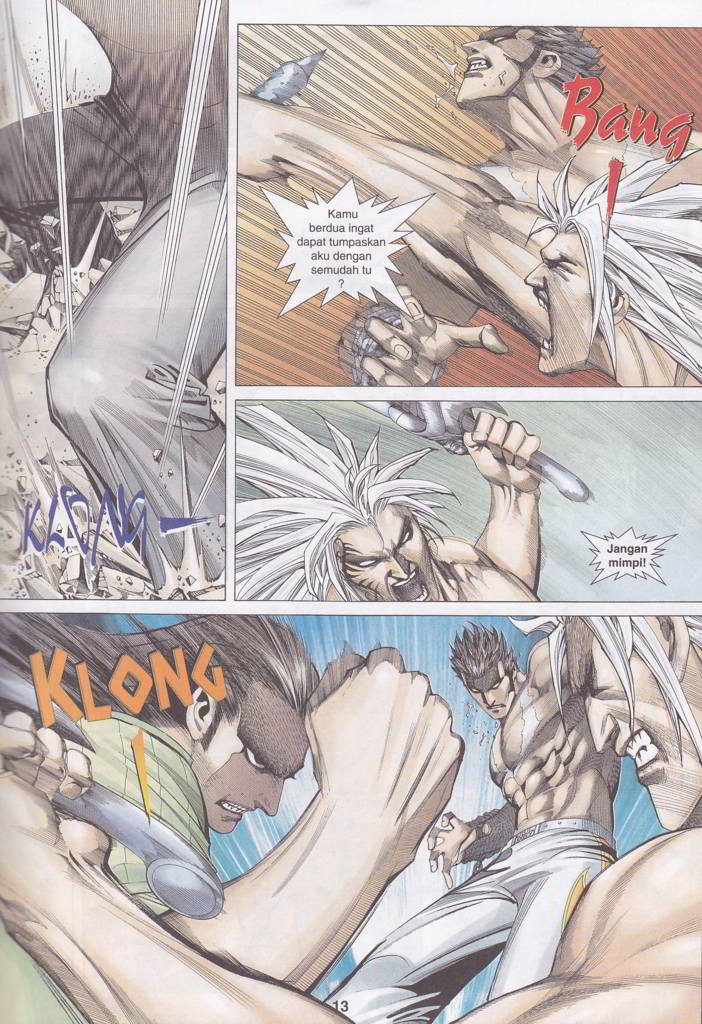 Bang!
Kamu
berdua ingat
dapat tumpaskan
aku dengan
semudah tu
?
KLONG—
Jangan
mimpi!
KLONG!
13